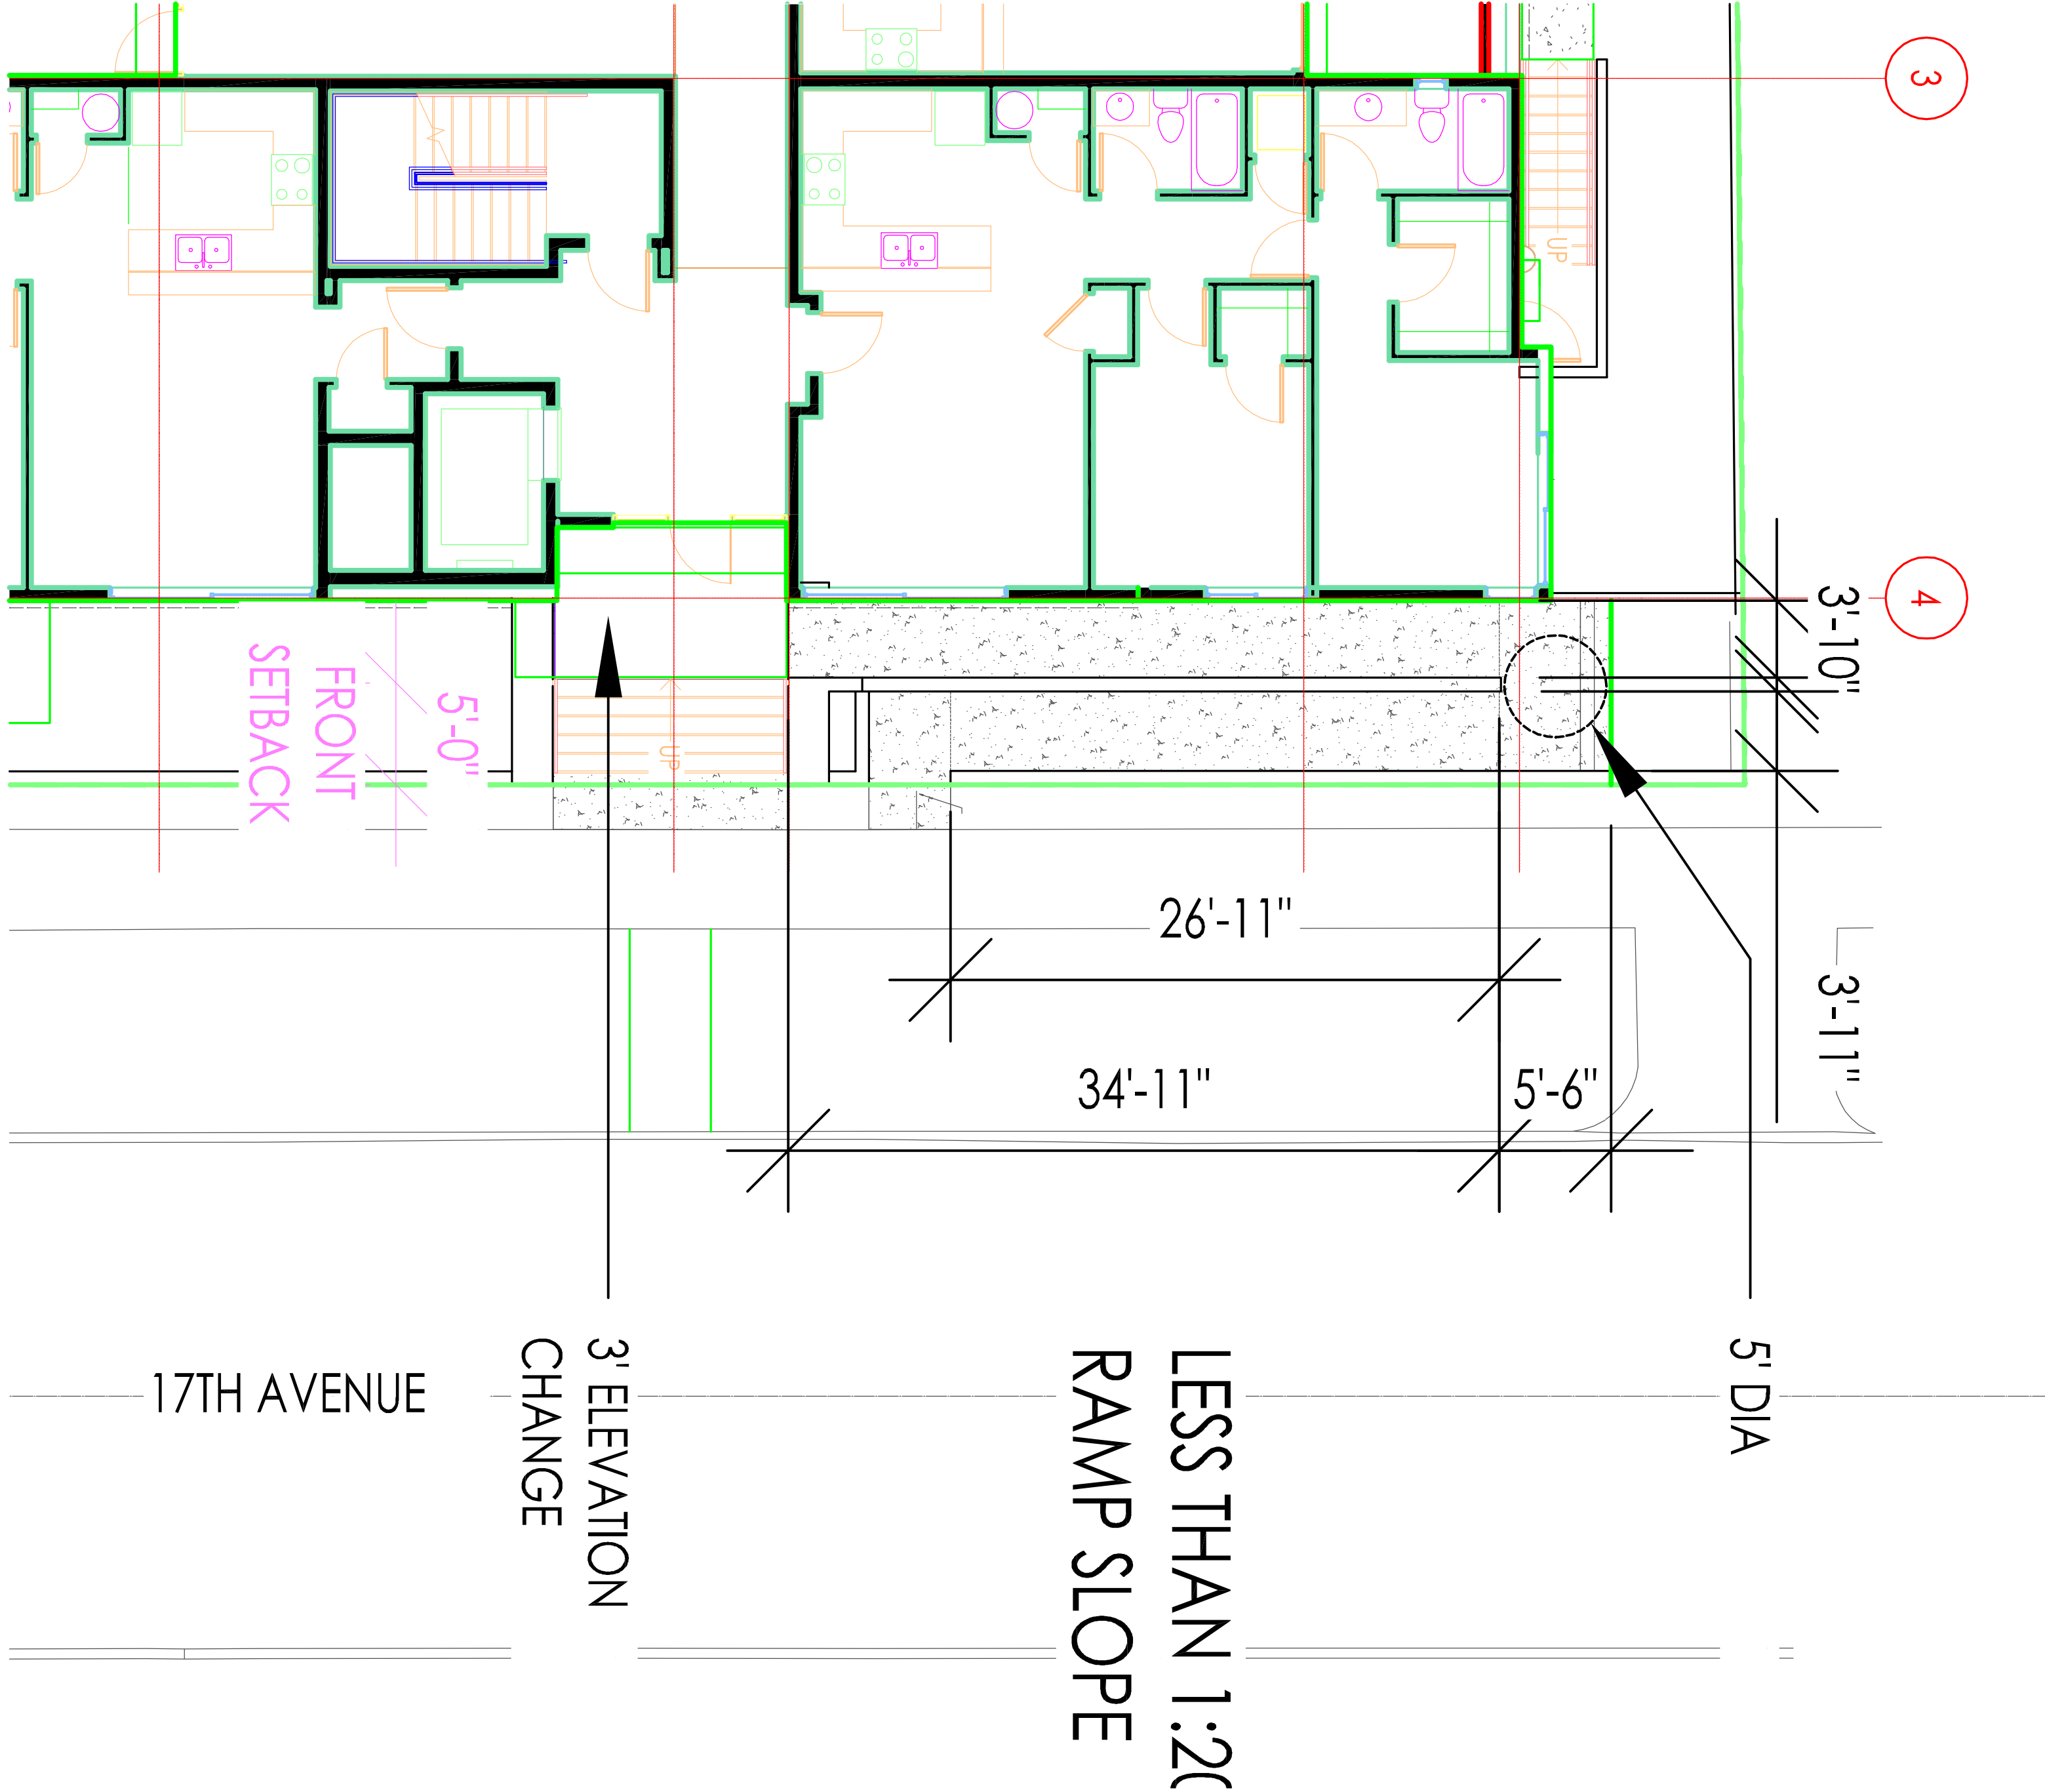 3
4
UP
3'-10"
FRONT
SETBACK
5'-0"
UP
26'-11"
3'-11"
34'-11"
5'-6"
17TH AVENUE
3' ELEVATION
CHANGE
LESS THAN 1:20
RAMP SLOPE
5' DIA